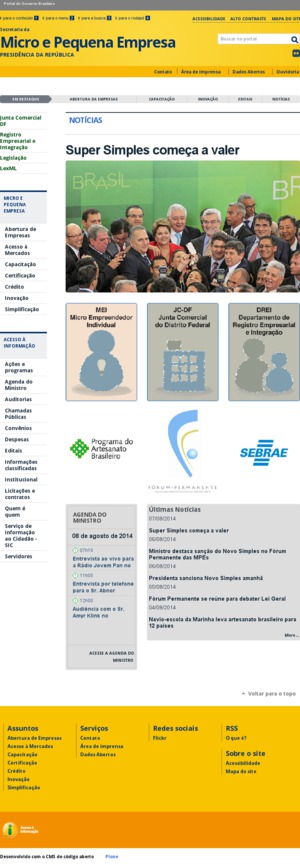 Portal do Governo Brasileiro
Ir para o conteúdo 1 Ir para o menu 2 Ir para a busca 3 Ir para o rodapé 4
ACESSIBILIDADE ALTO CONTRASTE MAPA DO SITE
Secretaria da
Micro e Pequena Empresa
PRESIDÊNCIA DA REPÚBLICA
Buscar no portal
Contato Área de imprensa Dados Abertos Ouvidoria
EM DESTAQUE ABERTURA DA EMPRESAS CAPACITAÇÃO INOVAÇÃO EDITAIS NOTÍCIAS
Junta Comercial DF
Registro Empresarial e Integração
Legislação
LexML
MICRO E PEQUENA EMPRESA
Abertura de Empresas
Acesso à Mercados
Capacitação
Certificação
Crédito
Inovação
Simplificação
ACESSO À INFORMAÇÃO
Ações e programas
Agenda do Ministro
Auditorias
Chamadas Públicas
Convênios
Despesas
Editais
Informações classificadas
Institucional
Licitações e contratos
Quem é quem
Serviço de Informação ao Cidadão - SIC
Servidores
NOTÍCIAS
Super Simples começa a valer
BRASIL
MEI
Micro Empreendedor Individual
JC-DF
Junta Comercial do Distrito Federal
DREI
Departamento de Registro Empresarial e Integração
Programa do Artesanato Brasileiro
FÓRUM-PERMANENTE
SEBRAE
AGENDA DO MINISTRO
08 de agosto de 2014
07h10
Entrevista ao vivo para a Rádio Jovem Pan no
11h00
Entrevista por telefone para o Sr. Abnor
12h00
Audiência com o Sr. Amyr Klink no
ACESSE A AGENDA DO MINISTRO
Últimas Notícias
07/08/2014
Super Simples começa a valer
06/08/2014
Ministro destaca sanção do Novo Simples no Fórum Permanente das MPEs
06/08/2014
Presidenta sanciona Novo Simples amanhã
05/08/2014
Fórum Permanente se reúne para debater Lei Geral
04/08/2014
Navio-escola da Marinha leva artesanato brasileiro para 12 países
More...
Voltar para o topo
Assuntos
Abertura de Empresas
Acesso à Mercados
Capacitação
Certificação
Crédito
Inovação
Simplificação
Serviços
Contato
Área de imprensa
Dados Abertos
Redes sociais
Flickr
RSS
O que é?
Sobre o site
Acessibilidade
Mapa do site
Acesso à Informação
Desenvolvido com o CMS de código aberto Plone